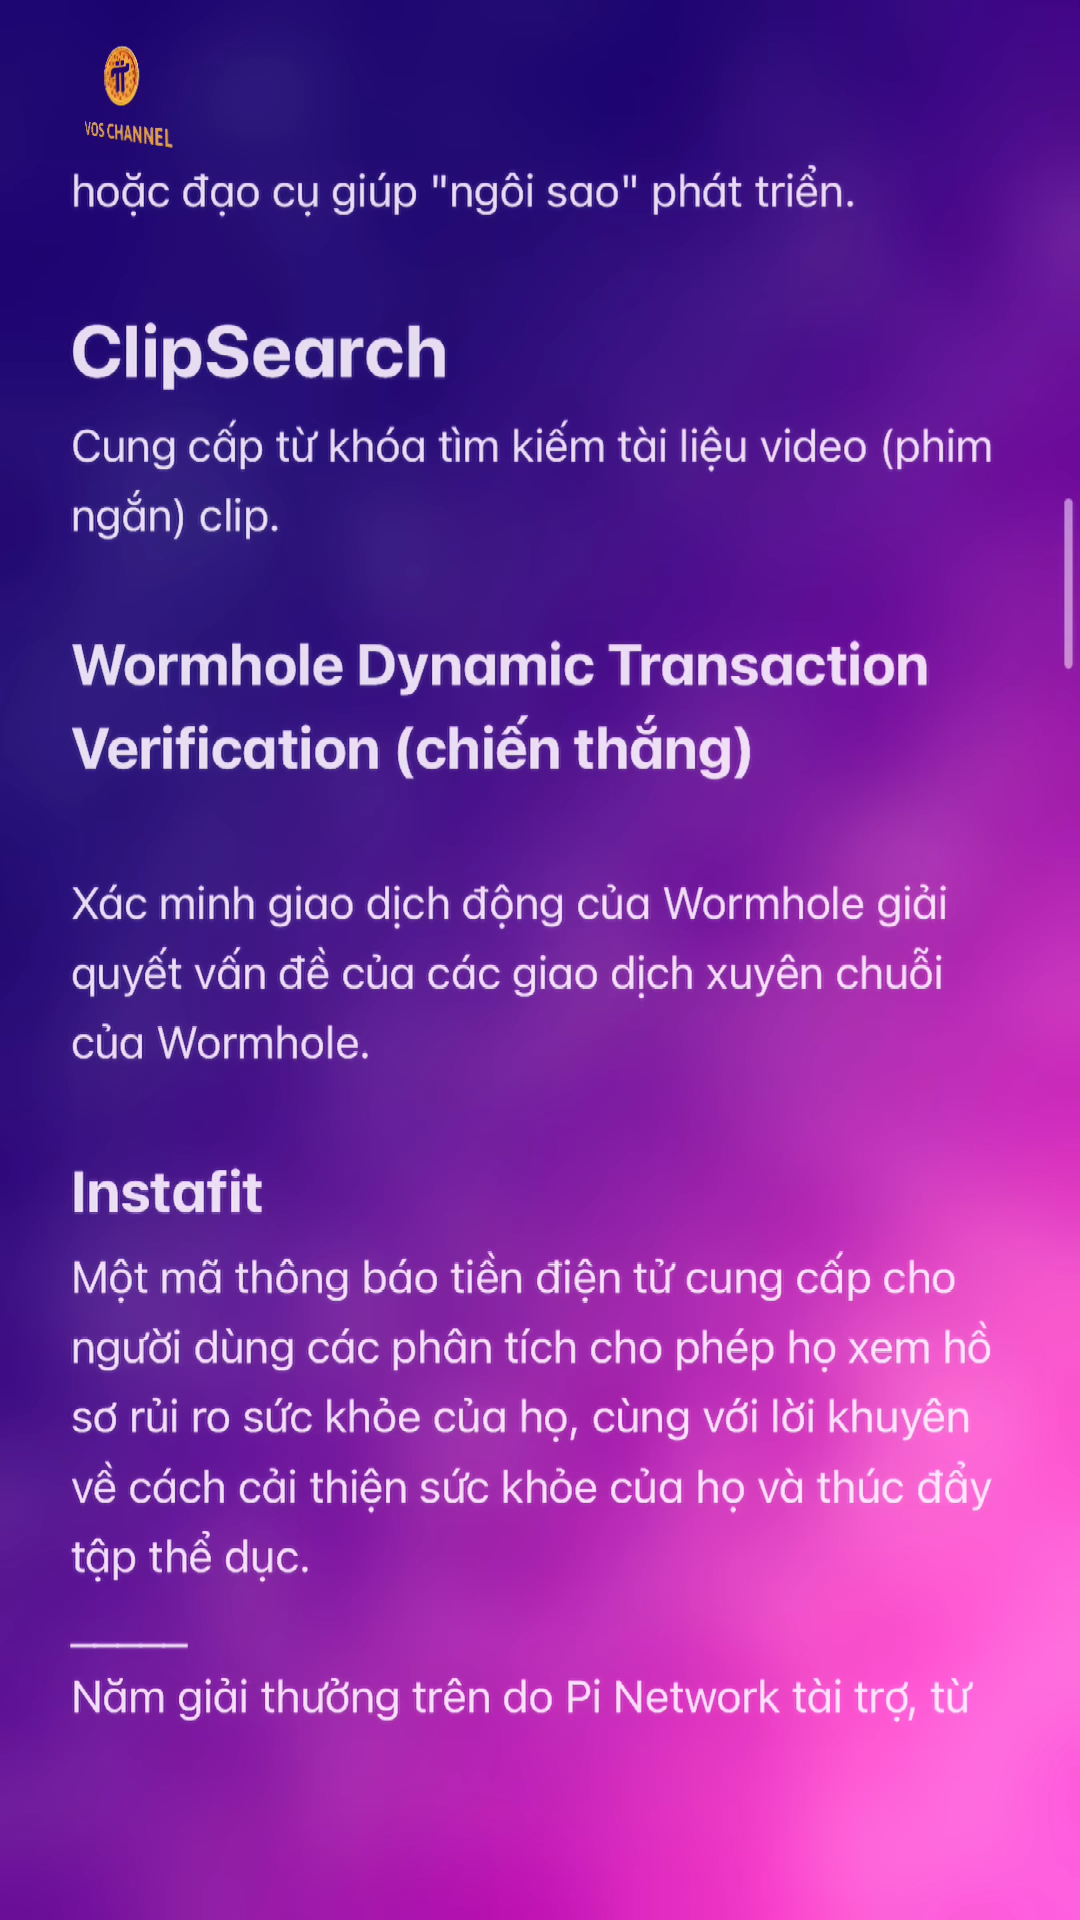 VOS CHANNEL
hoặc đạo cụ giúp "ngôi sao" phát triển.
ClipSearch
Cung cấp từ khóa tìm kiếm tài liệu video (phim
ngắn) clip.
Wormhole Dynamic Transaction
Verification (chiến thắng)
Xác minh giao dịch động của Wormhole giải
quyết vấn đề của các giao dịch xuyên chuỗi
của Wormhole.
Instafit
Một mã thông báo tiền điện tử cung cấp cho
người dùng các phân tích cho phép họ xem hồ
sơ rủi ro sức khỏe của họ, cùng với lời khuyên
về cách cải thiện sức khỏe của họ và thúc đẩy
tập thể dục.
_____
Năm giải thưởng trên do Pi Network tài trợ, từ